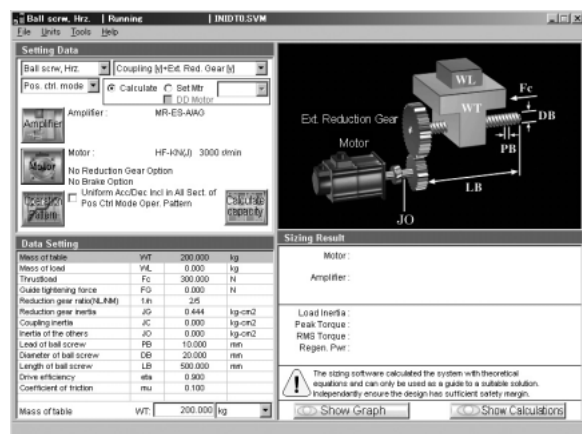 Ball scrw, Hrz. | Running | INIDT0.SVM
File Units Tools Help
Setting Data
Ball scrw, Hrz. Coupling [y]+Ext. Red. Gear [y]
Pos. ctrl. mode Calculate Set Mtr
DD Motor
Amplifier
Amplifier : MR-ES-A/AG
Motor
Motor : HF-KN(J) 3000 r/min
No Reduction Gear Option
No Brake Option
Operation Pattern
Uniform Acc/Dec Incl in All Sect. of
Pos Ctrl Mode Oper. Pattern
Calculate capacity
WL
WT
Fc
DB
PB
Ext. Reduction Gear
Motor
LB
JO
Data Setting
Mass of table WT 200.000 kg
Mass of load WL 0.000 kg
Thrustload Fc 300.000 N
Guide tightening force FG 0.000 N
Reduction gear ratio(NL/NM) 1/n 2/5
Reduction gear inertia JG 0.444 kg-cm2
Coupling inertia JC 0.000 kg-cm2
Inertia of the others JO 0.000 kg-cm2
Lead of ball screw PB 10.000 mm
Diameter of ball screw DB 20.000 mm
Length of ball screw LB 500.000 mm
Drive efficiency eta 0.900
Coefficient of friction mu 0.100
Mass of table WT: 200.000 kg
Sizing Result
Motor :
Amplifier :
Load Inertia :
Peak Torque :
RMS Torque :
Regen. Pwr :
The sizing software calculated the system with theoretical
equations and can only be used as a guide to a suitable solution.
Independantly ensure the design has sufficient safety margin.
Show Graph Show Calculations